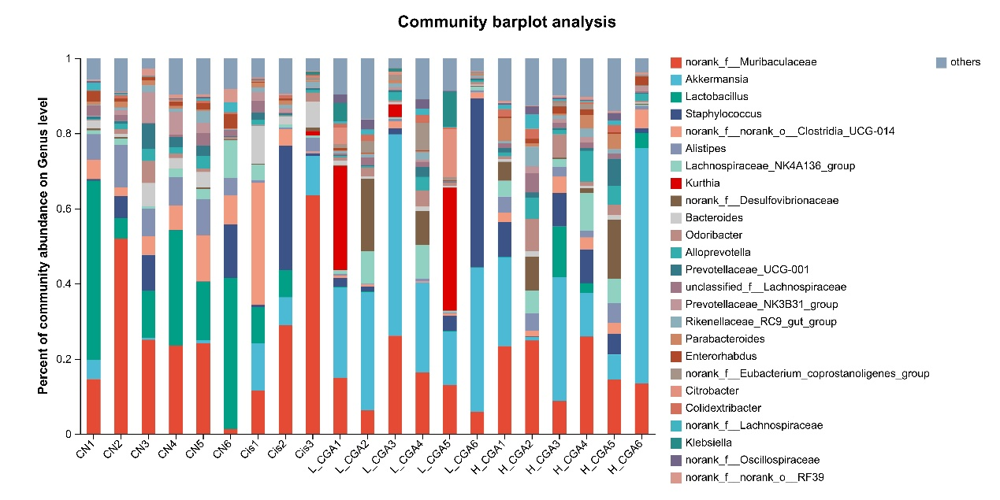 Community barplot analysis
Percent of community abundance on Genus level
1
0.8
0.6
0.4
0.2
0
CN1
CN2
CN3
CN4
CN5
CN6
Cis1
Cis2
Cis3
L_CGA1
L_CGA2
L_CGA3
L_CGA4
L_CGA5
L_CGA6
H_CGA1
H_CGA2
H_CGA3
H_CGA4
H_CGA5
H_CGA6
norank_f__Muribaculaceae
Akkermansia
Lactobacillus
Staphylococcus
norank_f__norank_o__Clostridia_UCG-014
Alistipes
Lachnospiraceae_NK4A136_group
Kurthia
norank_f__Desulfovibrionaceae
Bacteroides
Odoribacter
Alloprevotella
Prevotellaceae_UCG-001
unclassified_f__Lachnospiraceae
Prevotellaceae_NK3B31_group
Rikenellaceae_RC9_gut_group
Parabacteroides
Enterorhabdus
norank_f__Eubacterium_coprostanoligenes_group
Citrobacter
Colidextribacter
norank_f__Lachnospiraceae
Klebsiella
norank_f__Oscillospiraceae
norank_f__norank_o__RF39
others